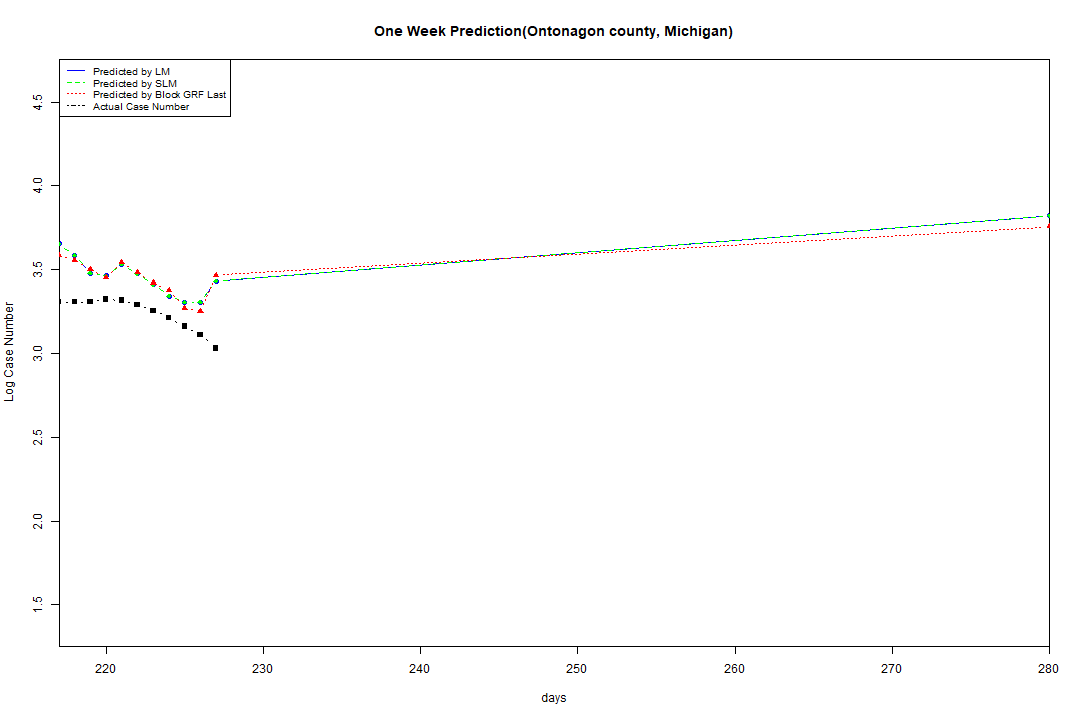 One Week Prediction(Ontonagon county, Michigan)
Predicted by LM
Predicted by SLM
Predicted by Block GRF Last
Actual Case Number
4.5
4.0
3.5
3.0
2.5
2.0
1.5
Log Case Number
220 230 240 250 260 270 280
days